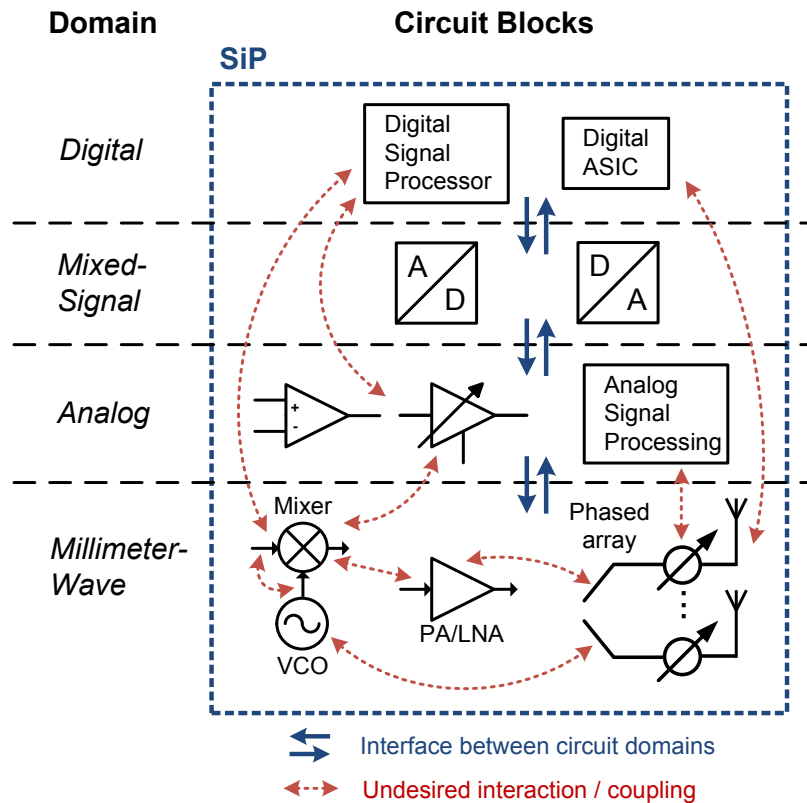 Domain
Circuit Blocks
SiP
Digital
Digital
Signal
Processor
Digital
ASIC
Mixed-
Signal
A
D
D
A
Analog
+
-
Analog
Signal
Processing
Millimeter-
Wave
Mixer
VCO
PA/LNA
Phased
array
Interface between circuit domains
Undesired interaction / coupling